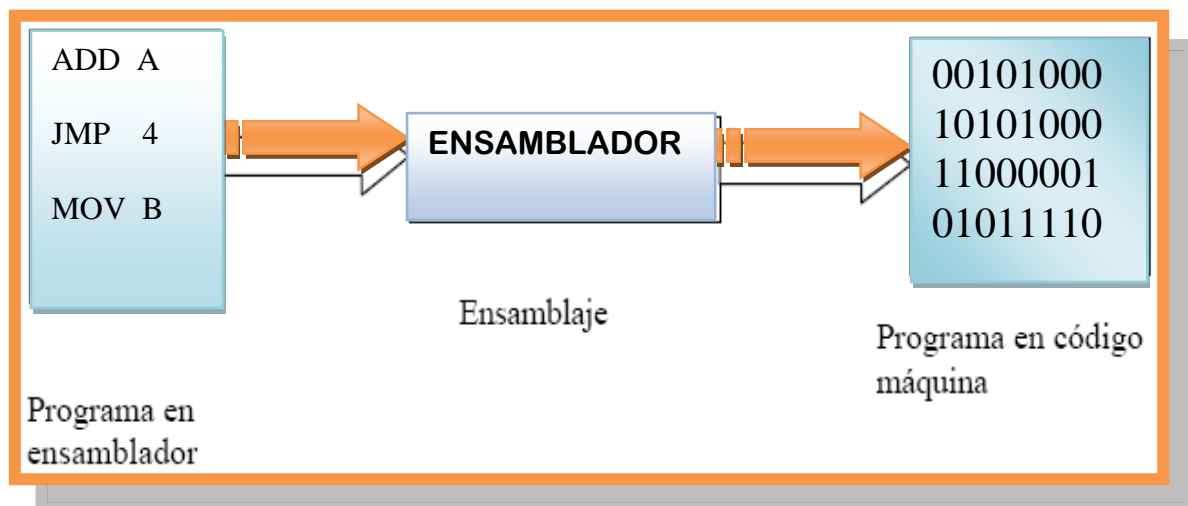 ADD A
JMP 4
MOV B
Programa en
ensamblador
ENSAMBLADOR
Ensamblaje
00101000
10101000
11000001
01011110
Programa en código
máquina